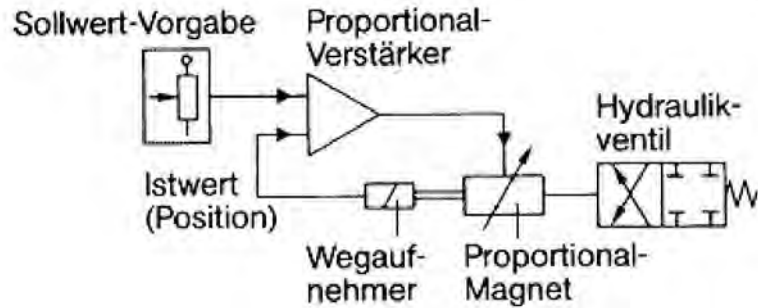 Sollwert-Vorgabe
Proportional-
Verstärker
Hydraulik-
ventil
Istwert
(Position)
Wegauf-
nehmer
Proportional-
Magnet